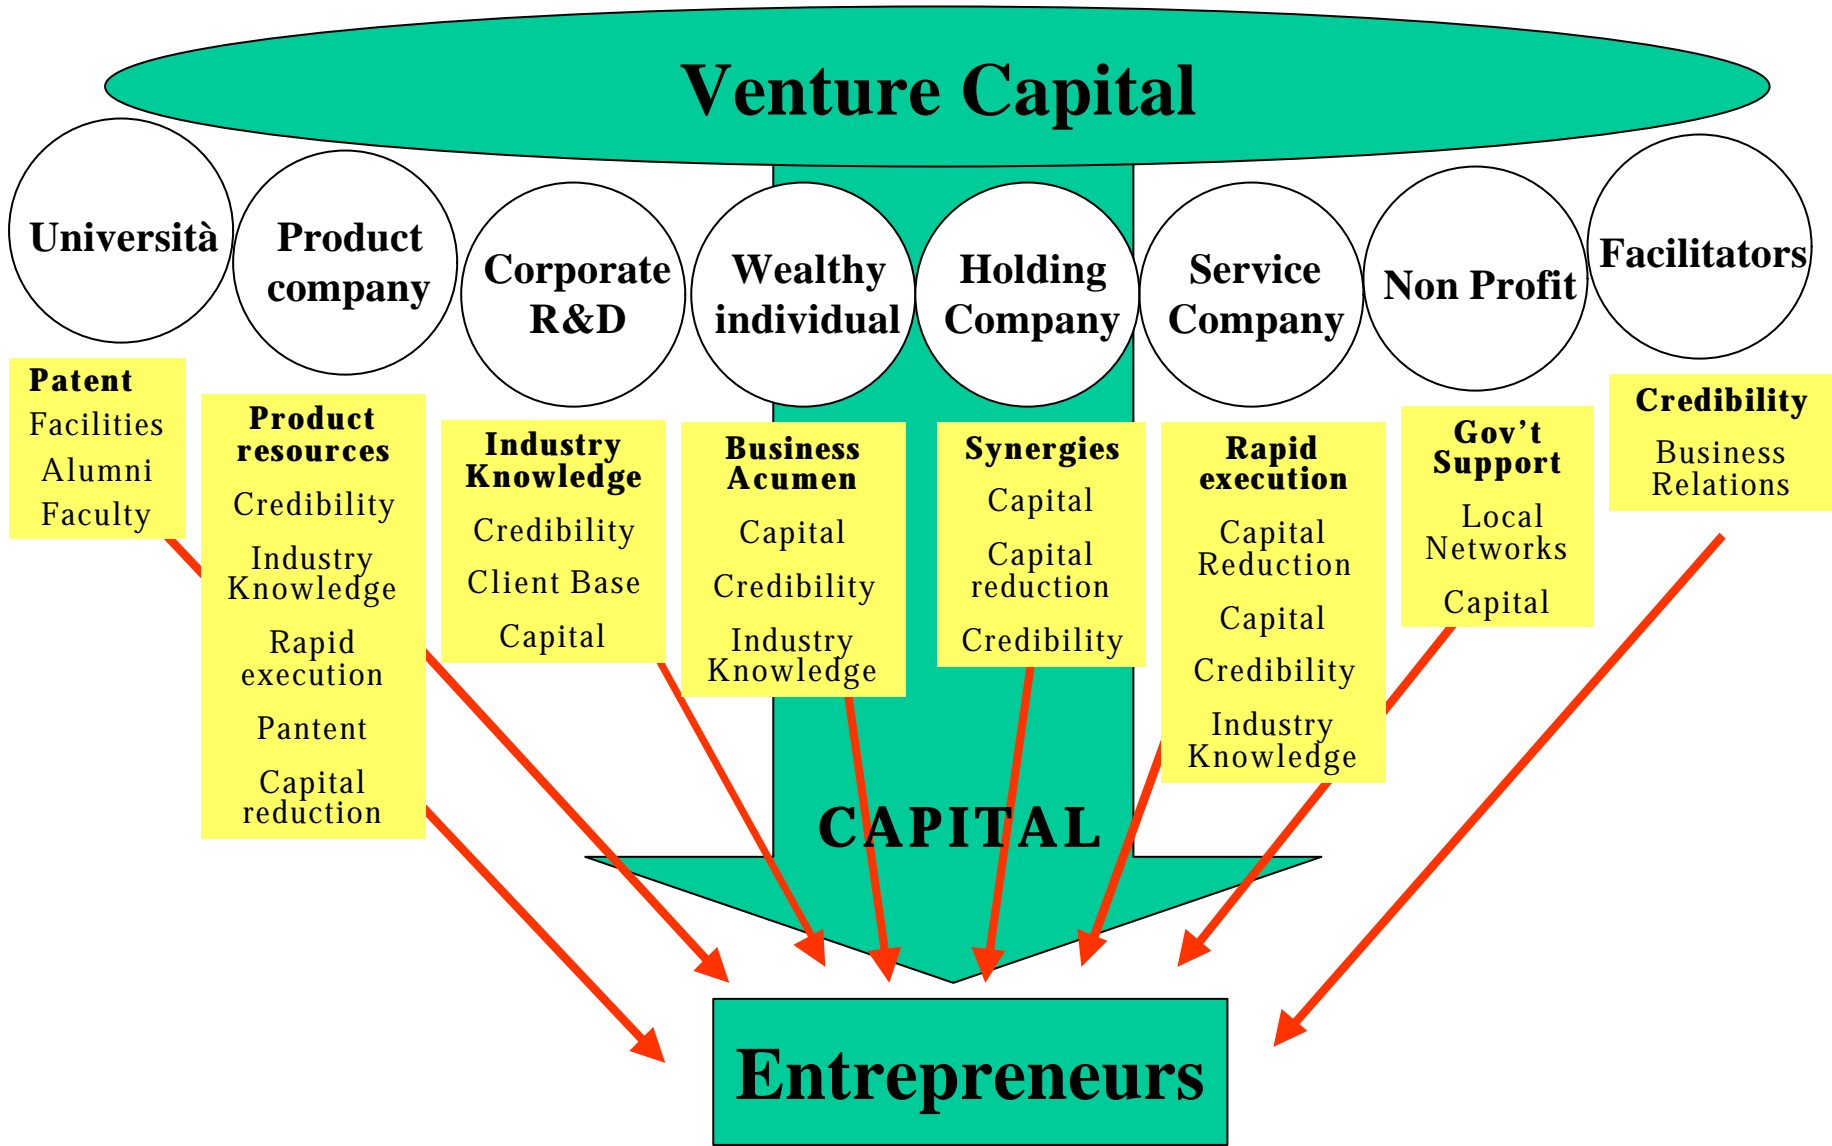 Venture Capital
Università
Product
company
Corporate
R&D
Wealthy
individual
Holding
Company
Service
Company
Non Profit
Facilitators
Patent
Facilities
Alumni
Faculty
Product
resources
Credibility
Industry
Knowledge
Rapid
execution
Pantent
Capital
reduction
Industry
Knowledge
Credibility
Client Base
Capital
Business
Acumen
Capital
Credibility
Industry
Knowledge
Synergies
Capital
Capital
reduction
Credibility
Rapid
execution
Capital
Reduction
Capital
Credibility
Industry
Knowledge
Gov't
Support
Local
Networks
Capital
Credibility
Business
Relations
CAPITAL
Entrepreneurs